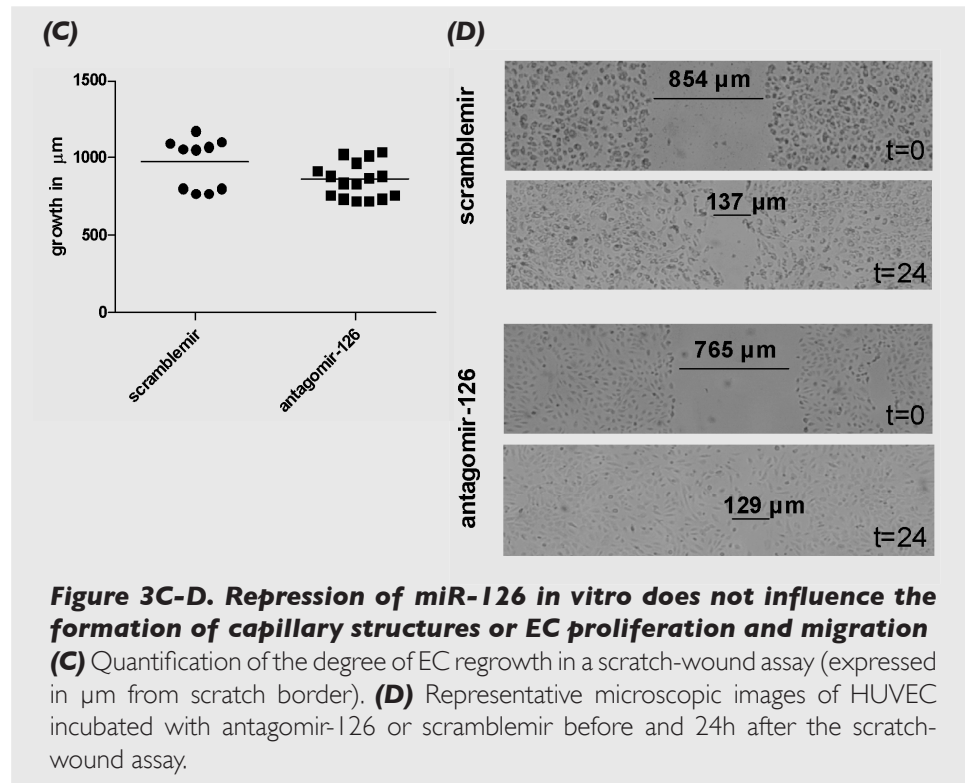 (C)
(D)
1500
1000
500
0
growth in μm
scramblemir
antagomir-126
scramblemir
854 μm
t=0
137 μm
t=24
antagomir-126
765 μm
t=0
129 μm
t=24
Figure 3C-D. Repression of miR-126 in vitro does not influence the
formation of capillary structures or EC proliferation and migration
(C) Quantification of the degree of EC regrowth in a scratch-wound assay (expressed
in μm from scratch border). (D) Representative microscopic images of HUVEC
incubated with antagomir-126 or scramblemir before and 24h after the scratch-
wound assay.